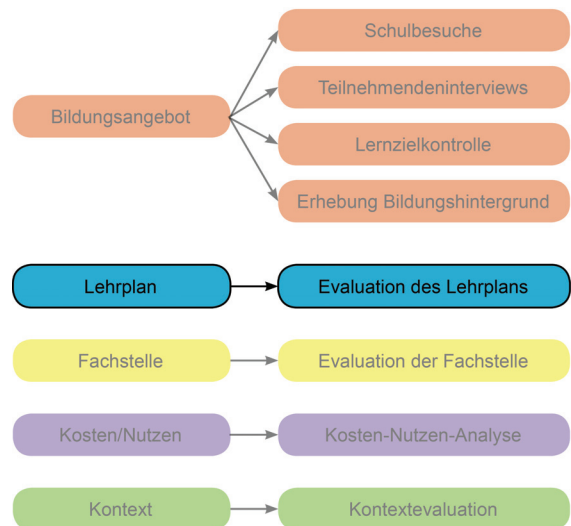 Schulbesuche
Teilnehmendeninterviews
Bildungsangebot
Lernzielkontrolle
Erhebung Bildungshintergrund
Lehrplan
Evaluation des Lehrplans
Fachstelle
Evaluation der Fachstelle
Kosten/Nutzen
Kosten-Nutzen-Analyse
Kontext
Kontextevaluation